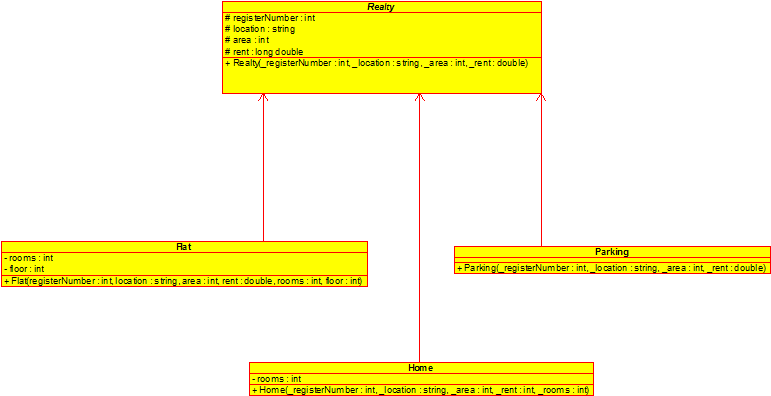 Realty
# registerNumber : int
# location : string
# area : int
# rent : long double
+ Realty(_registerNumber : int, _location : string, _area : int, _rent : double)
Flat
- rooms : int
- floor : int
+ Flat(registerNumber : int, location : string, area : int, rent : double, rooms : int, floor : int)
Parking
+ Parking(_registerNumber : int, _location : string, _area : int, _rent : double)
Home
- rooms : int
+ Home(_registerNumber : int, _location : string, _area : int, _rent : int, _rooms : int)